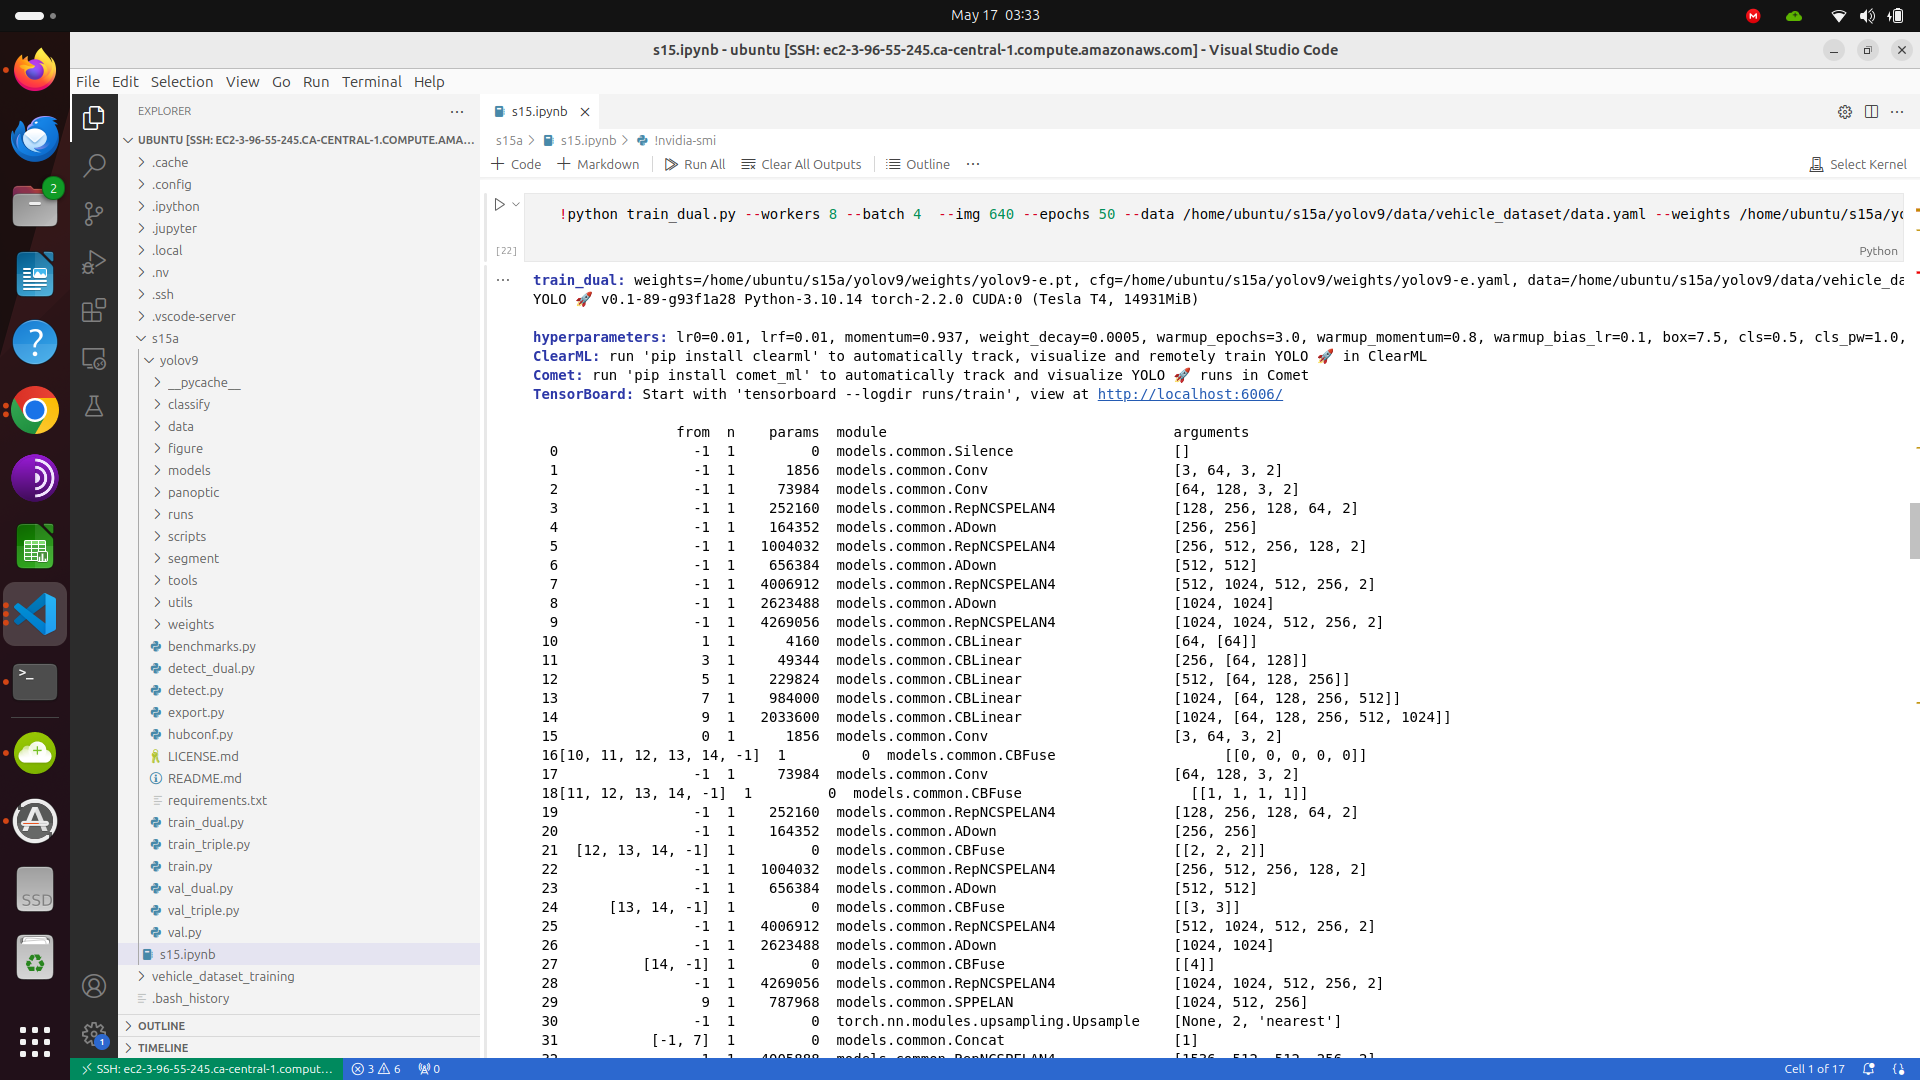 May 17 03:33
s15.ipynb - ubuntu [SSH: ec2-3-96-55-245.ca-central-1.compute.amazonaws.com] - Visual Studio Code
File Edit Selection View Go Run Terminal Help
EXPLORER
UBUNTU [SSH: EC2-3-96-55-245.CA-CENTRAL-1.COMPUTE.AMA...
.cache
.config
.ipython
.jupyter
.local
.nv
.ssh
.vscode-server
s15a
yolov9
__pycache__
classify
data
figure
models
panoptic
runs
scripts
segment
tools
utils
weights
benchmarks.py
detect_dual.py
detect.py
export.py
hubconf.py
LICENSE.md
README.md
requirements.txt
train_dual.py
train_triple.py
train.py
val_dual.py
val_triple.py
val.py
s15.ipynb
vehicle_dataset_training
.bash_history
OUTLINE
TIMELINE
2
SSD
1
s15.ipynb
s15a > s15.ipynb > !nvidia-smi
Code Markdown Run All Clear All Outputs Outline ... Select Kernel
!python train_dual.py --workers 8 --batch 4 --img 640 --epochs 50 --data /home/ubuntu/s15a/yolov9/data/vehicle_dataset/data.yaml --weights /home/ubuntu/s15a/yo
[22] Python
train_dual: weights=/home/ubuntu/s15a/yolov9/weights/yolov9-e.pt, cfg=/home/ubuntu/s15a/yolov9/weights/yolov9-e.yaml, data=/home/ubuntu/s15a/yolov9/data/vehicle_da
YOLO 🚀 v0.1-89-g93f1a28 Python-3.10.14 torch-2.2.0 CUDA:0 (Tesla T4, 14931MiB)
hyperparameters: lr0=0.01, lrf=0.01, momentum=0.937, weight_decay=0.0005, warmup_epochs=3.0, warmup_momentum=0.8, warmup_bias_lr=0.1, box=7.5, cls=0.5, cls_pw=1.0,
ClearML: run 'pip install clearml' to automatically track, visualize and remotely train YOLO 🚀 in ClearML
Comet: run 'pip install comet_ml' to automatically track and visualize YOLO 🚀 runs in Comet
TensorBoard: Start with 'tensorboard --logdir runs/train', view at http://localhost:6006/
from n params module arguments
0 -1 1 0 models.common.Silence []
1 -1 1 1856 models.common.Conv [3, 64, 3, 2]
2 -1 1 73984 models.common.Conv [64, 128, 3, 2]
3 -1 1 252160 models.common.RepNCSPELAN4 [128, 256, 128, 64, 2]
4 -1 1 164352 models.common.ADown [256, 256]
5 -1 1 1004032 models.common.RepNCSPELAN4 [256, 512, 256, 128, 2]
6 -1 1 656384 models.common.ADown [512, 512]
7 -1 1 4006912 models.common.RepNCSPELAN4 [512, 1024, 512, 256, 2]
8 -1 1 2623488 models.common.ADown [1024, 1024]
9 -1 1 4269056 models.common.RepNCSPELAN4 [1024, 1024, 512, 256, 2]
10 1 1 4160 models.common.CBLinear [64, [64]]
11 3 1 49344 models.common.CBLinear [256, [64, 128]]
12 5 1 229824 models.common.CBLinear [512, [64, 128, 256]]
13 7 1 984000 models.common.CBLinear [1024, [64, 128, 256, 512]]
14 9 1 2033600 models.common.CBLinear [1024, [64, 128, 256, 512, 1024]]
15 0 1 1856 models.common.Conv [3, 64, 3, 2]
16[10, 11, 12, 13, 14, -1] 1 0 models.common.CBFuse [[0, 0, 0, 0, 0]]
17 -1 1 73984 models.common.Conv [64, 128, 3, 2]
18[11, 12, 13, 14, -1] 1 0 models.common.CBFuse [[1, 1, 1, 1]]
19 -1 1 252160 models.common.RepNCSPELAN4 [128, 256, 128, 64, 2]
20 -1 1 164352 models.common.ADown [256, 256]
21 [12, 13, 14, -1] 1 0 models.common.CBFuse [[2, 2, 2]]
22 -1 1 1004032 models.common.RepNCSPELAN4 [256, 512, 256, 128, 2]
23 -1 1 656384 models.common.ADown [512, 512]
24 [13, 14, -1] 1 0 models.common.CBFuse [[3, 3]]
25 -1 1 4006912 models.common.RepNCSPELAN4 [512, 1024, 512, 256, 2]
26 -1 1 2623488 models.common.ADown [1024, 1024]
27 [14, -1] 1 0 models.common.CBFuse [[4]]
28 -1 1 4269056 models.common.RepNCSPELAN4 [1024, 1024, 512, 256, 2]
29 9 1 787968 models.common.SPPELAN [1024, 512, 256]
30 -1 1 0 torch.nn.modules.upsampling.Upsample [None, 2, 'nearest']
31 [-1, 7] 1 0 models.common.Concat [1]
SSH: ec2-3-96-55-245.ca-central-1.comput... 3 6 0 Cell 1 of 17